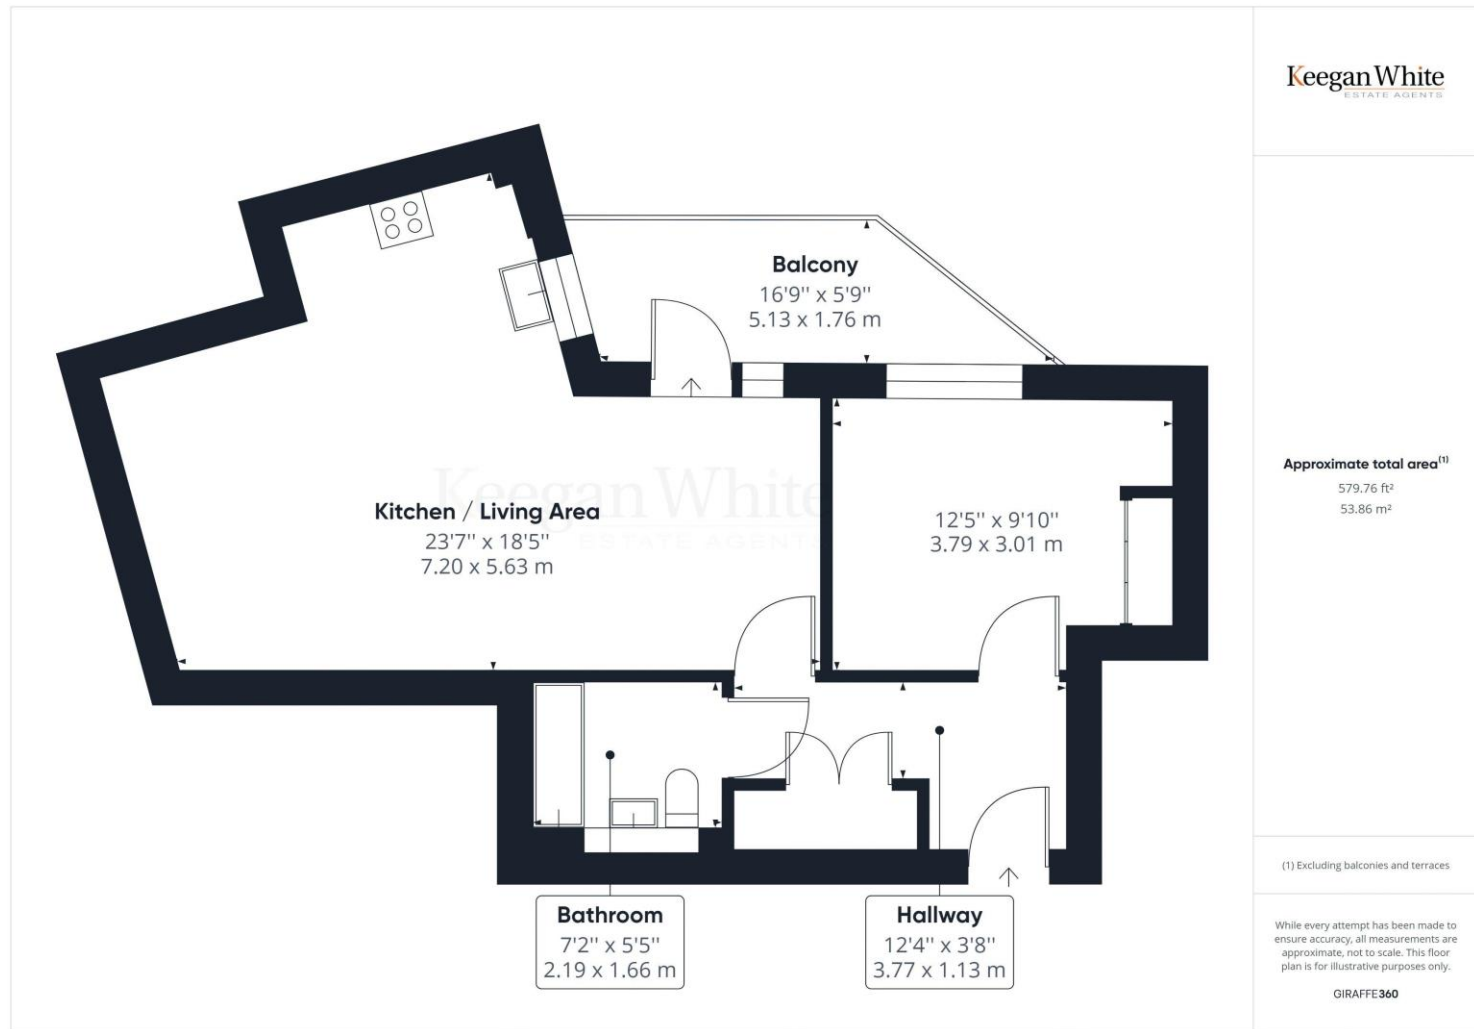 Keegan White
ESTATE AGENTS
Balcony
16'9'' x 5'9''
5.13 x 1.76 m
Keegan White
ESTATE AGENTS
Kitchen / Living Area
23'7'' x 18'5''
7.20 x 5.63 m
12'5'' x 9'10''
3.79 x 3.01 m
Bathroom
7'2'' x 5'5''
2.19 x 1.66 m
Hallway
12'4'' x 3'8''
3.77 x 1.13 m
Approximate total area⁽¹⁾
579.76 ft²
53.86 m²
(1) Excluding balconies and terraces
While every attempt has been made to
ensure accuracy, all measurements are
approximate, not to scale. This floor
plan is for illustrative purposes only.
GIRAFFE360